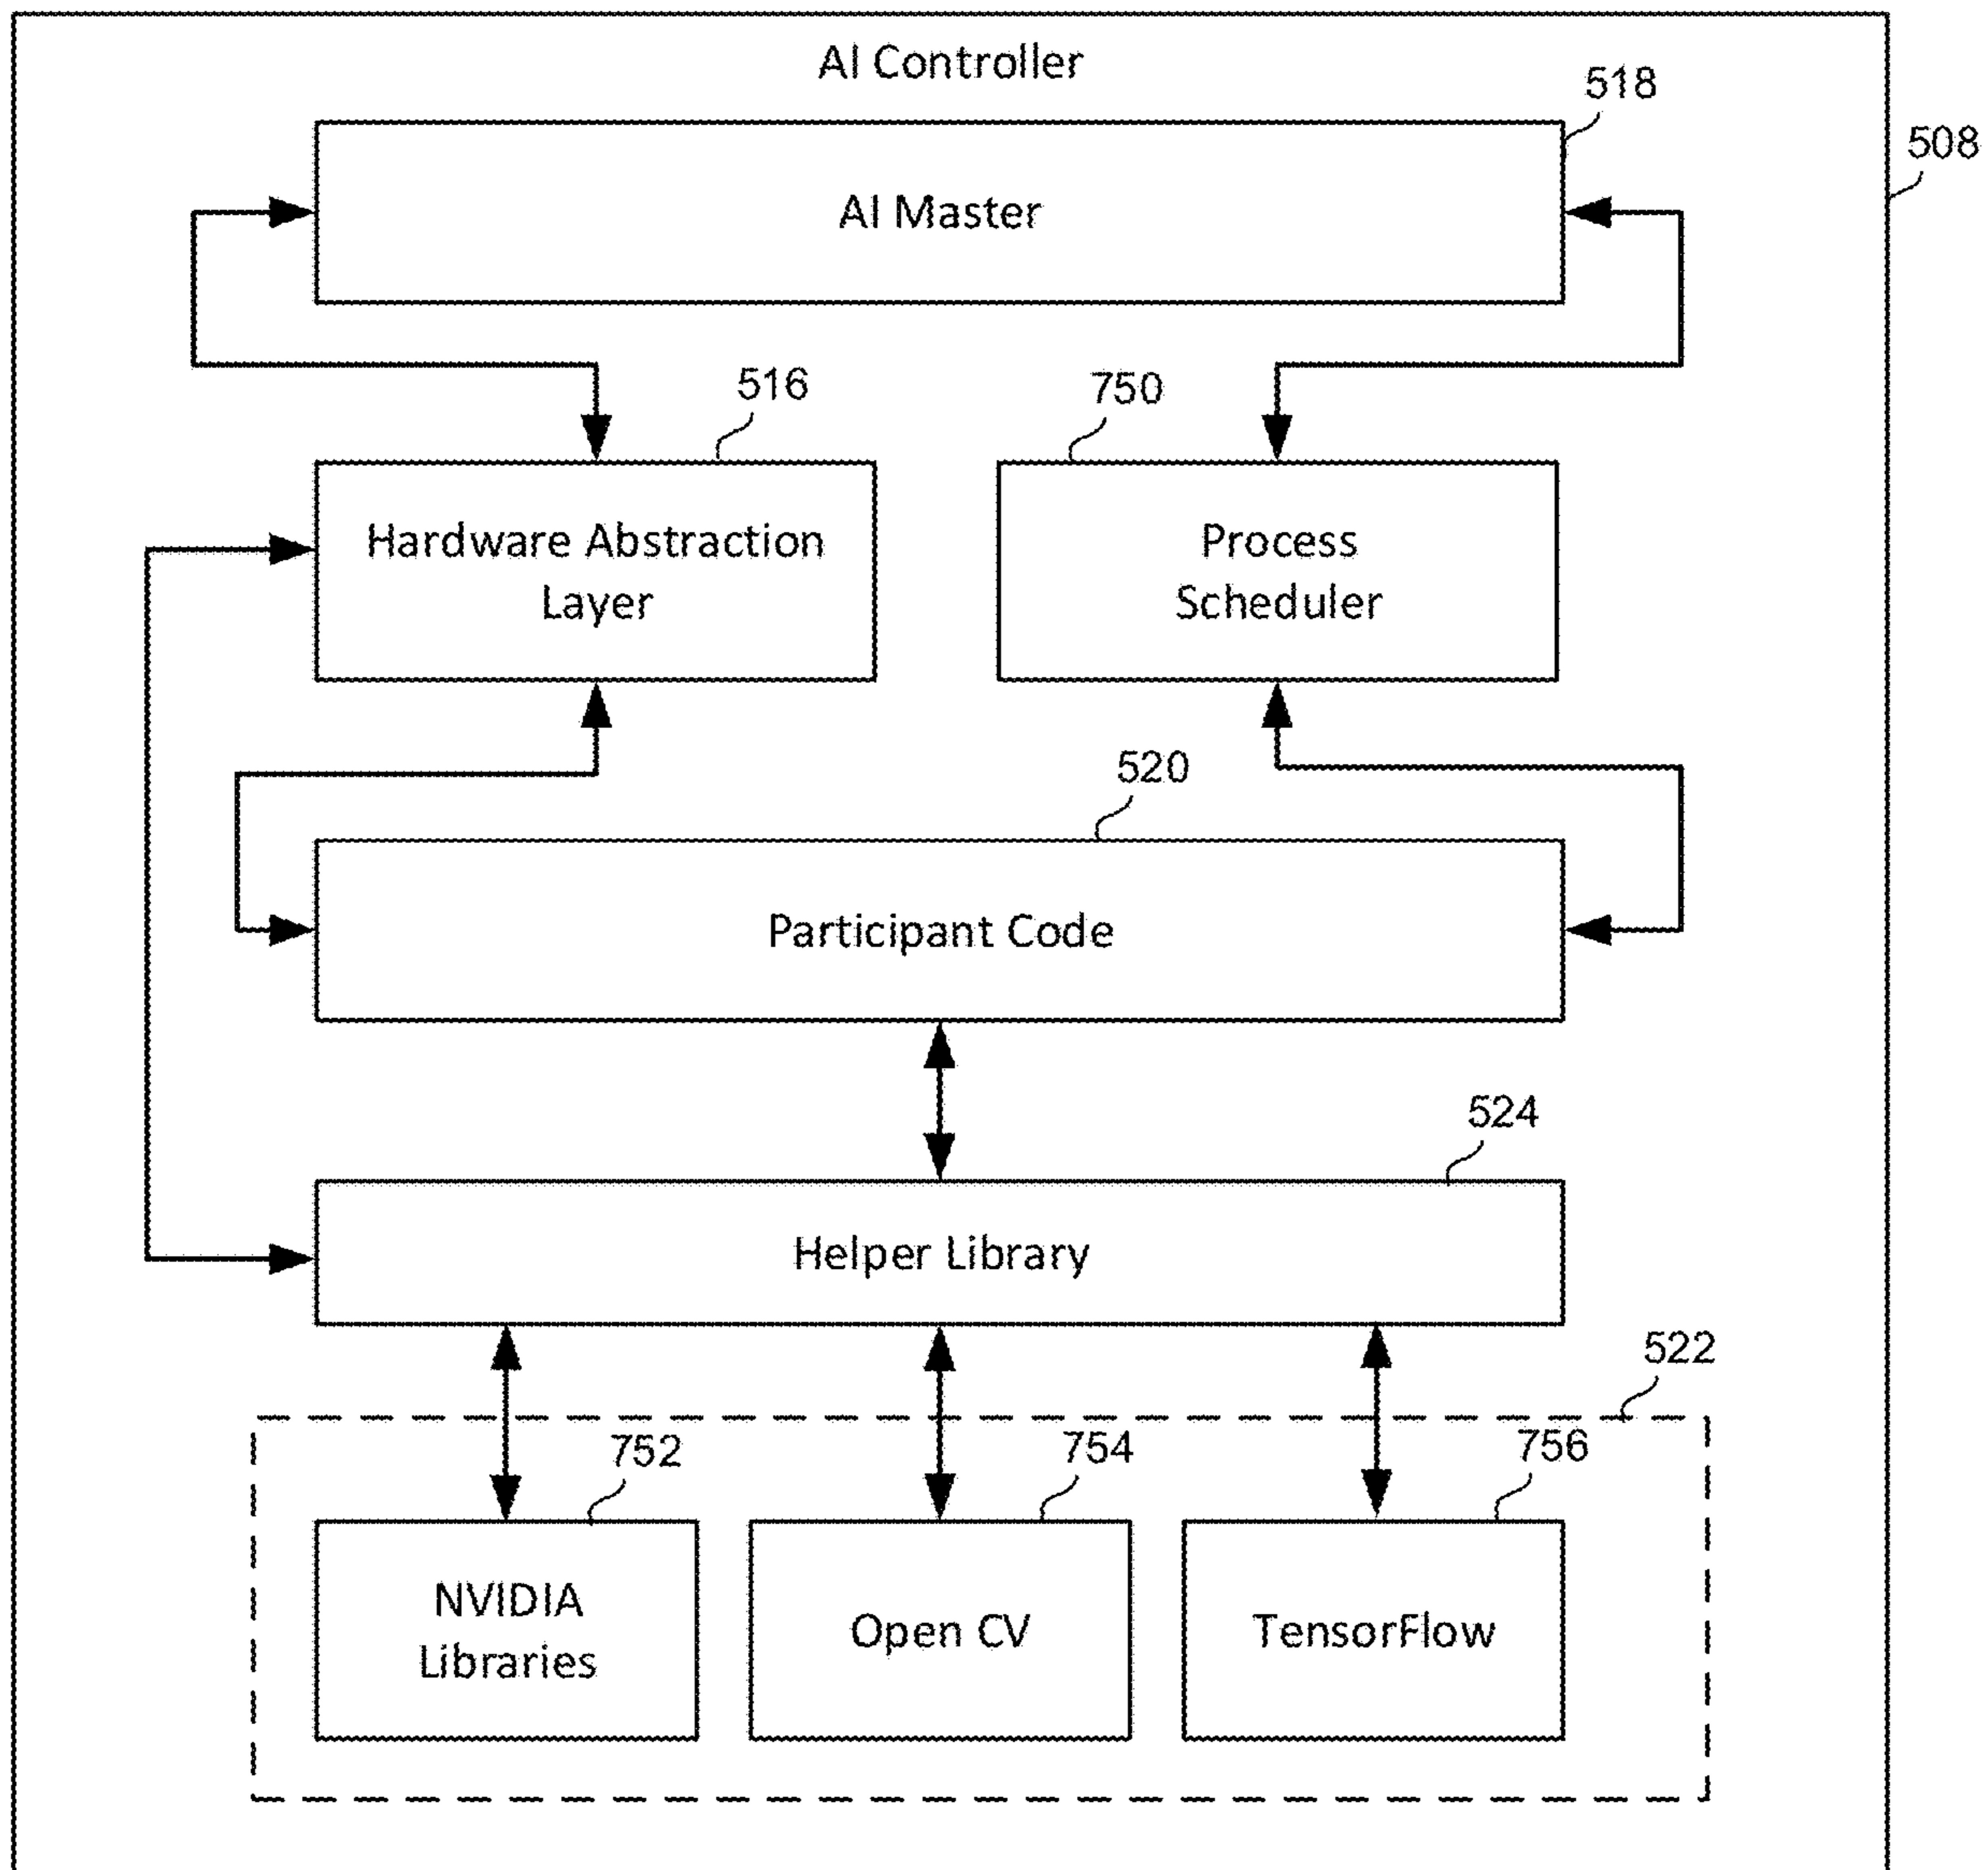 AI Controller
518
508
AI Master
516
750
Hardware Abstraction
Layer
Process
Scheduler
520
Participant Code
524
Helper Library
522
752
754
756
NVIDIA
Libraries
Open CV
TensorFlow